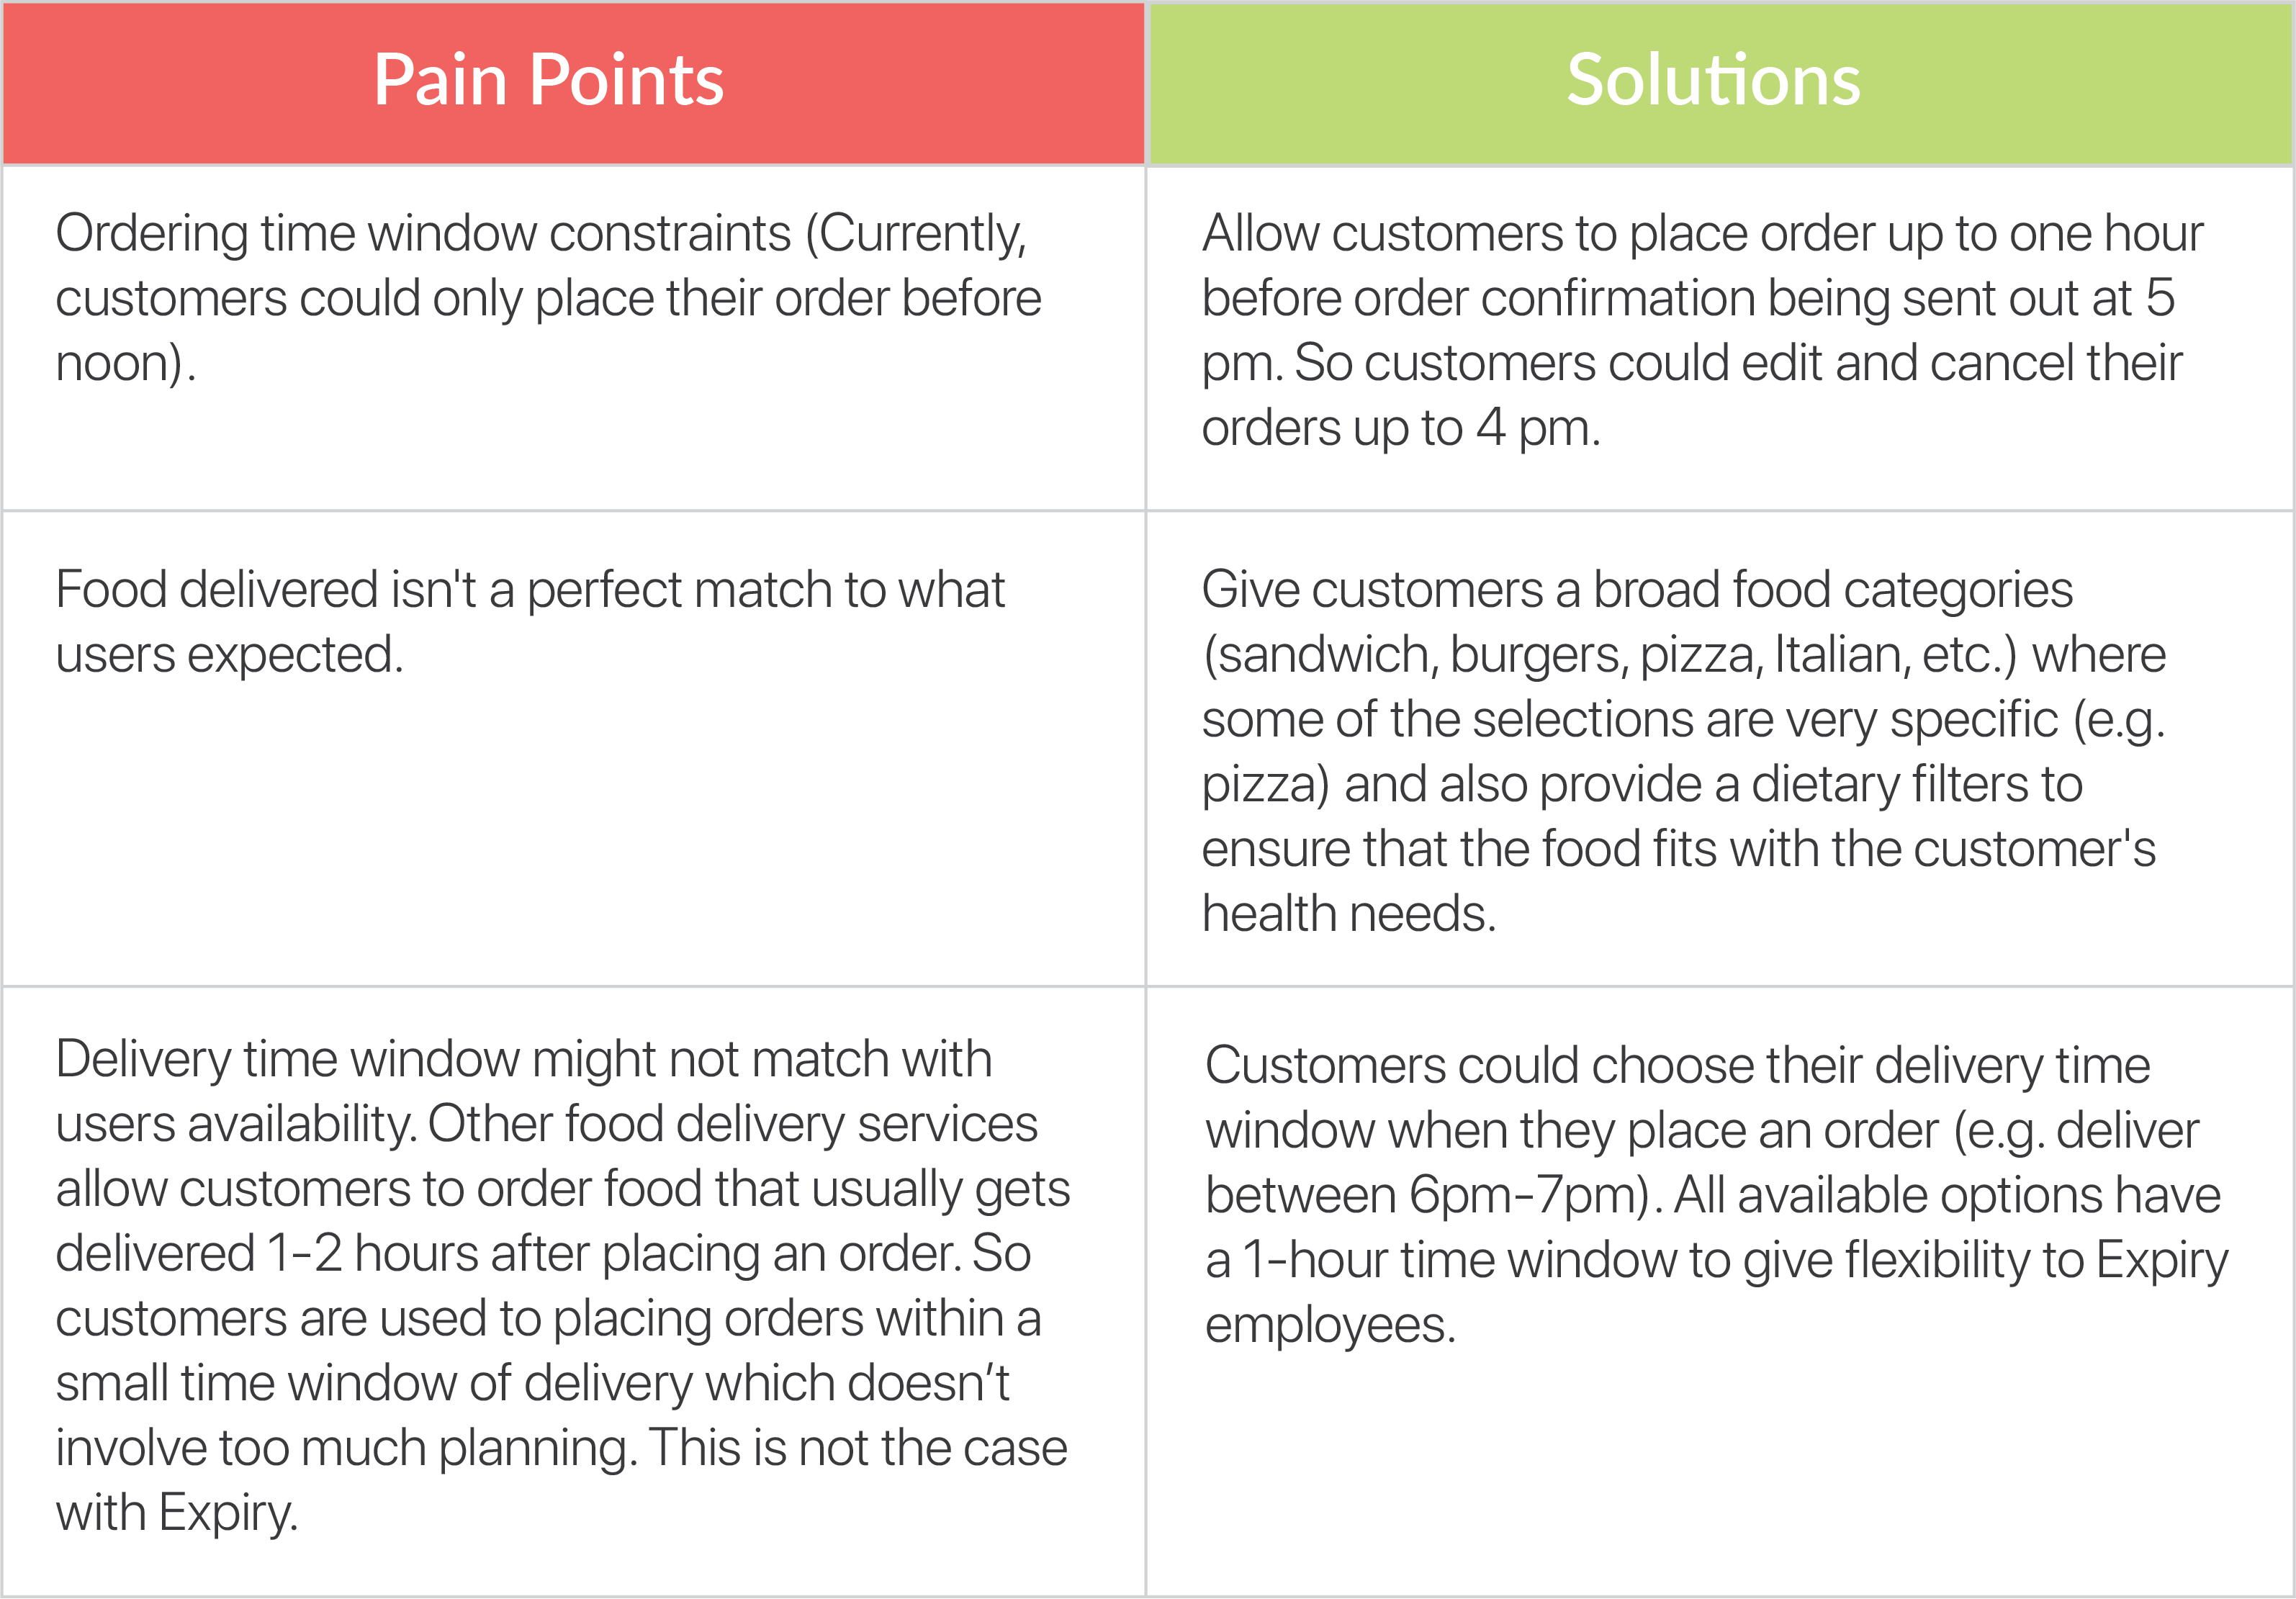 Pain Points
Solutions
Ordering time window constraints (Currently,
customers could only place their order before
noon).
Allow customers to place order up to one hour
before order confirmation being sent out at 5
pm. So customers could edit and cancel their
orders up to 4 pm.
Food delivered isn't a perfect match to what
users expected.
Give customers a broad food categories
(sandwich, burgers, pizza, Italian, etc.) where
some of the selections are very specific (e.g.
pizza) and also provide a dietary filters to
ensure that the food fits with the customer's
health needs.
Delivery time window might not match with
users availability. Other food delivery services
allow customers to order food that usually gets
delivered 1-2 hours after placing an order. So
customers are used to placing orders within a
small time window of delivery which doesn’t
involve too much planning. This is not the case
with Expiry.
Customers could choose their delivery time
window when they place an order (e.g. deliver
between 6pm-7pm). All available options have
a 1-hour time window to give flexibility to Expiry
employees.